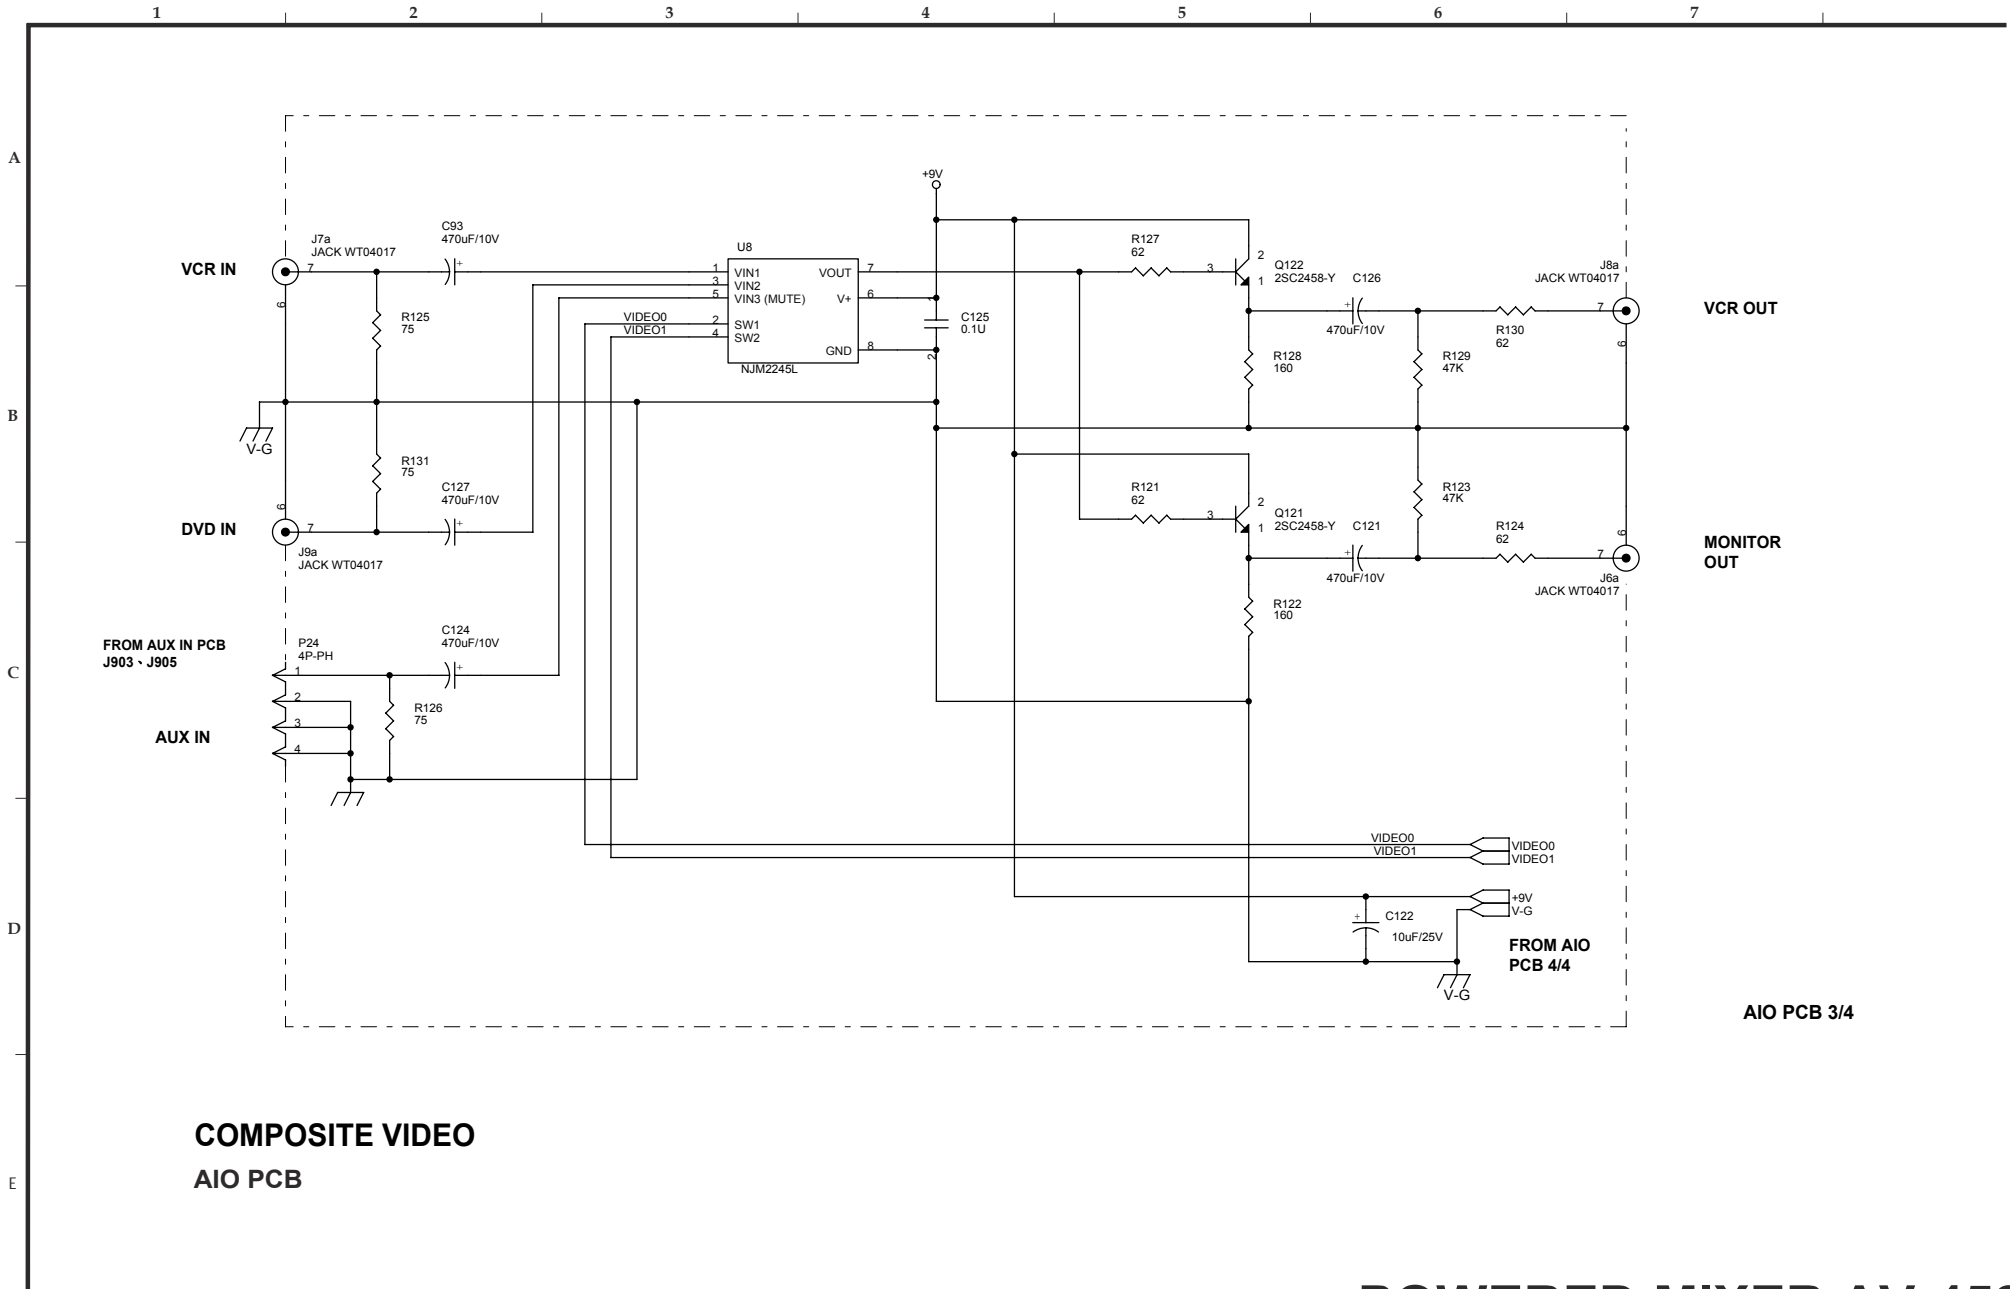 1 2 3 4 5 6 7
A
B
C
D
E
+9V
VCR IN
J7a
JACK WT04017
7
6
C93
470uF/10V
+
R125
75
V-G
R131
75
C127
470uF/10V
+
DVD IN
6
7
J9a
JACK WT04017
FROM AUX IN PCB
J903、J905
P24
4P-PH
1
2
3
4
AUX IN
C124
470uF/10V
+
R126
75
U8
1 VIN1
3 VIN2
5 VIN3 (MUTE)
VIDEO0 2 SW1
VIDEO1 4 SW2
VOUT 7
V+ 6
GND 8
NJM2245L
1
C125
0.1U
2
R127
62
3
2
1
Q122
2SC2458-Y
C126
+
470uF/10V
R128
160
R129
47K
R130
62
J8a
JACK WT04017
7
6
VCR OUT
R121
62
3
2
1
Q121
2SC2458-Y
C121
+
470uF/10V
R122
160
R123
47K
R124
62
6
7
J6a
JACK WT04017
MONITOR
OUT
VIDEO0 VIDEO0
VIDEO1 VIDEO1
+9V
V-G
+
C122
10uF/25V
V-G
FROM AIO
PCB 4/4
AIO PCB 3/4
COMPOSITE VIDEO
AIO PCB